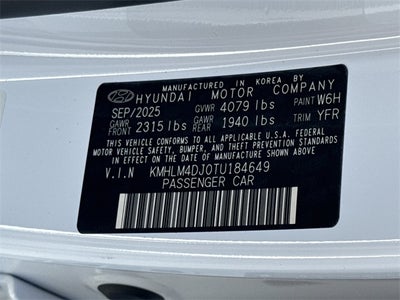 MANUFACTURED IN KOREA BY
HYUNDAI MOTOR COMPANY
SEP/2025 GVWR 4079 lbs PAINT W6H
GAWR FRONT 2315 lbs GAWR REAR 1940 lbs TRIM YFR
THIS VEHICLE CONFORMS TO ALL APPLICABLE U.S.A. FEDERAL
MOTOR VEHICLE SAFETY, BUMPER, AND THEFT PREVENTION STANDARDS
IN EFFECT ON THE DATE OF MANUFACTURE SHOWN ABOVE.
V.I.N KMHLM4DJ0TU184649
PASSENGER CAR